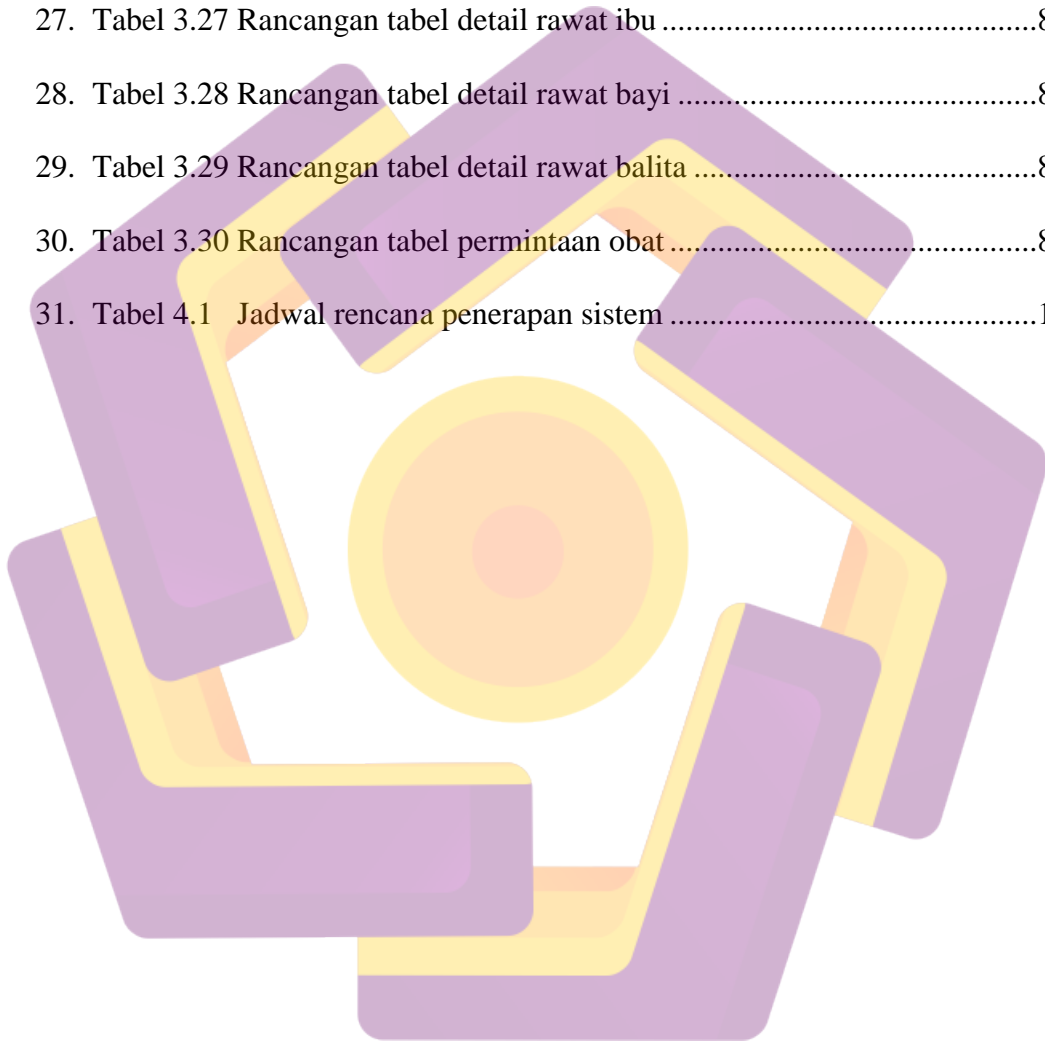 27. Tabel 3.27 Rancangan tabel detail rawat ibu ..........................................8
28. Tabel 3.28 Rancangan tabel detail rawat bayi ........................................8
29. Tabel 3.29 Rancangan tabel detail rawat balita ......................................8
30. Tabel 3.30 Rancangan tabel permintaan obat .........................................8
31. Tabel 4.1 Jadwal rencana penerapan sistem .........................................1